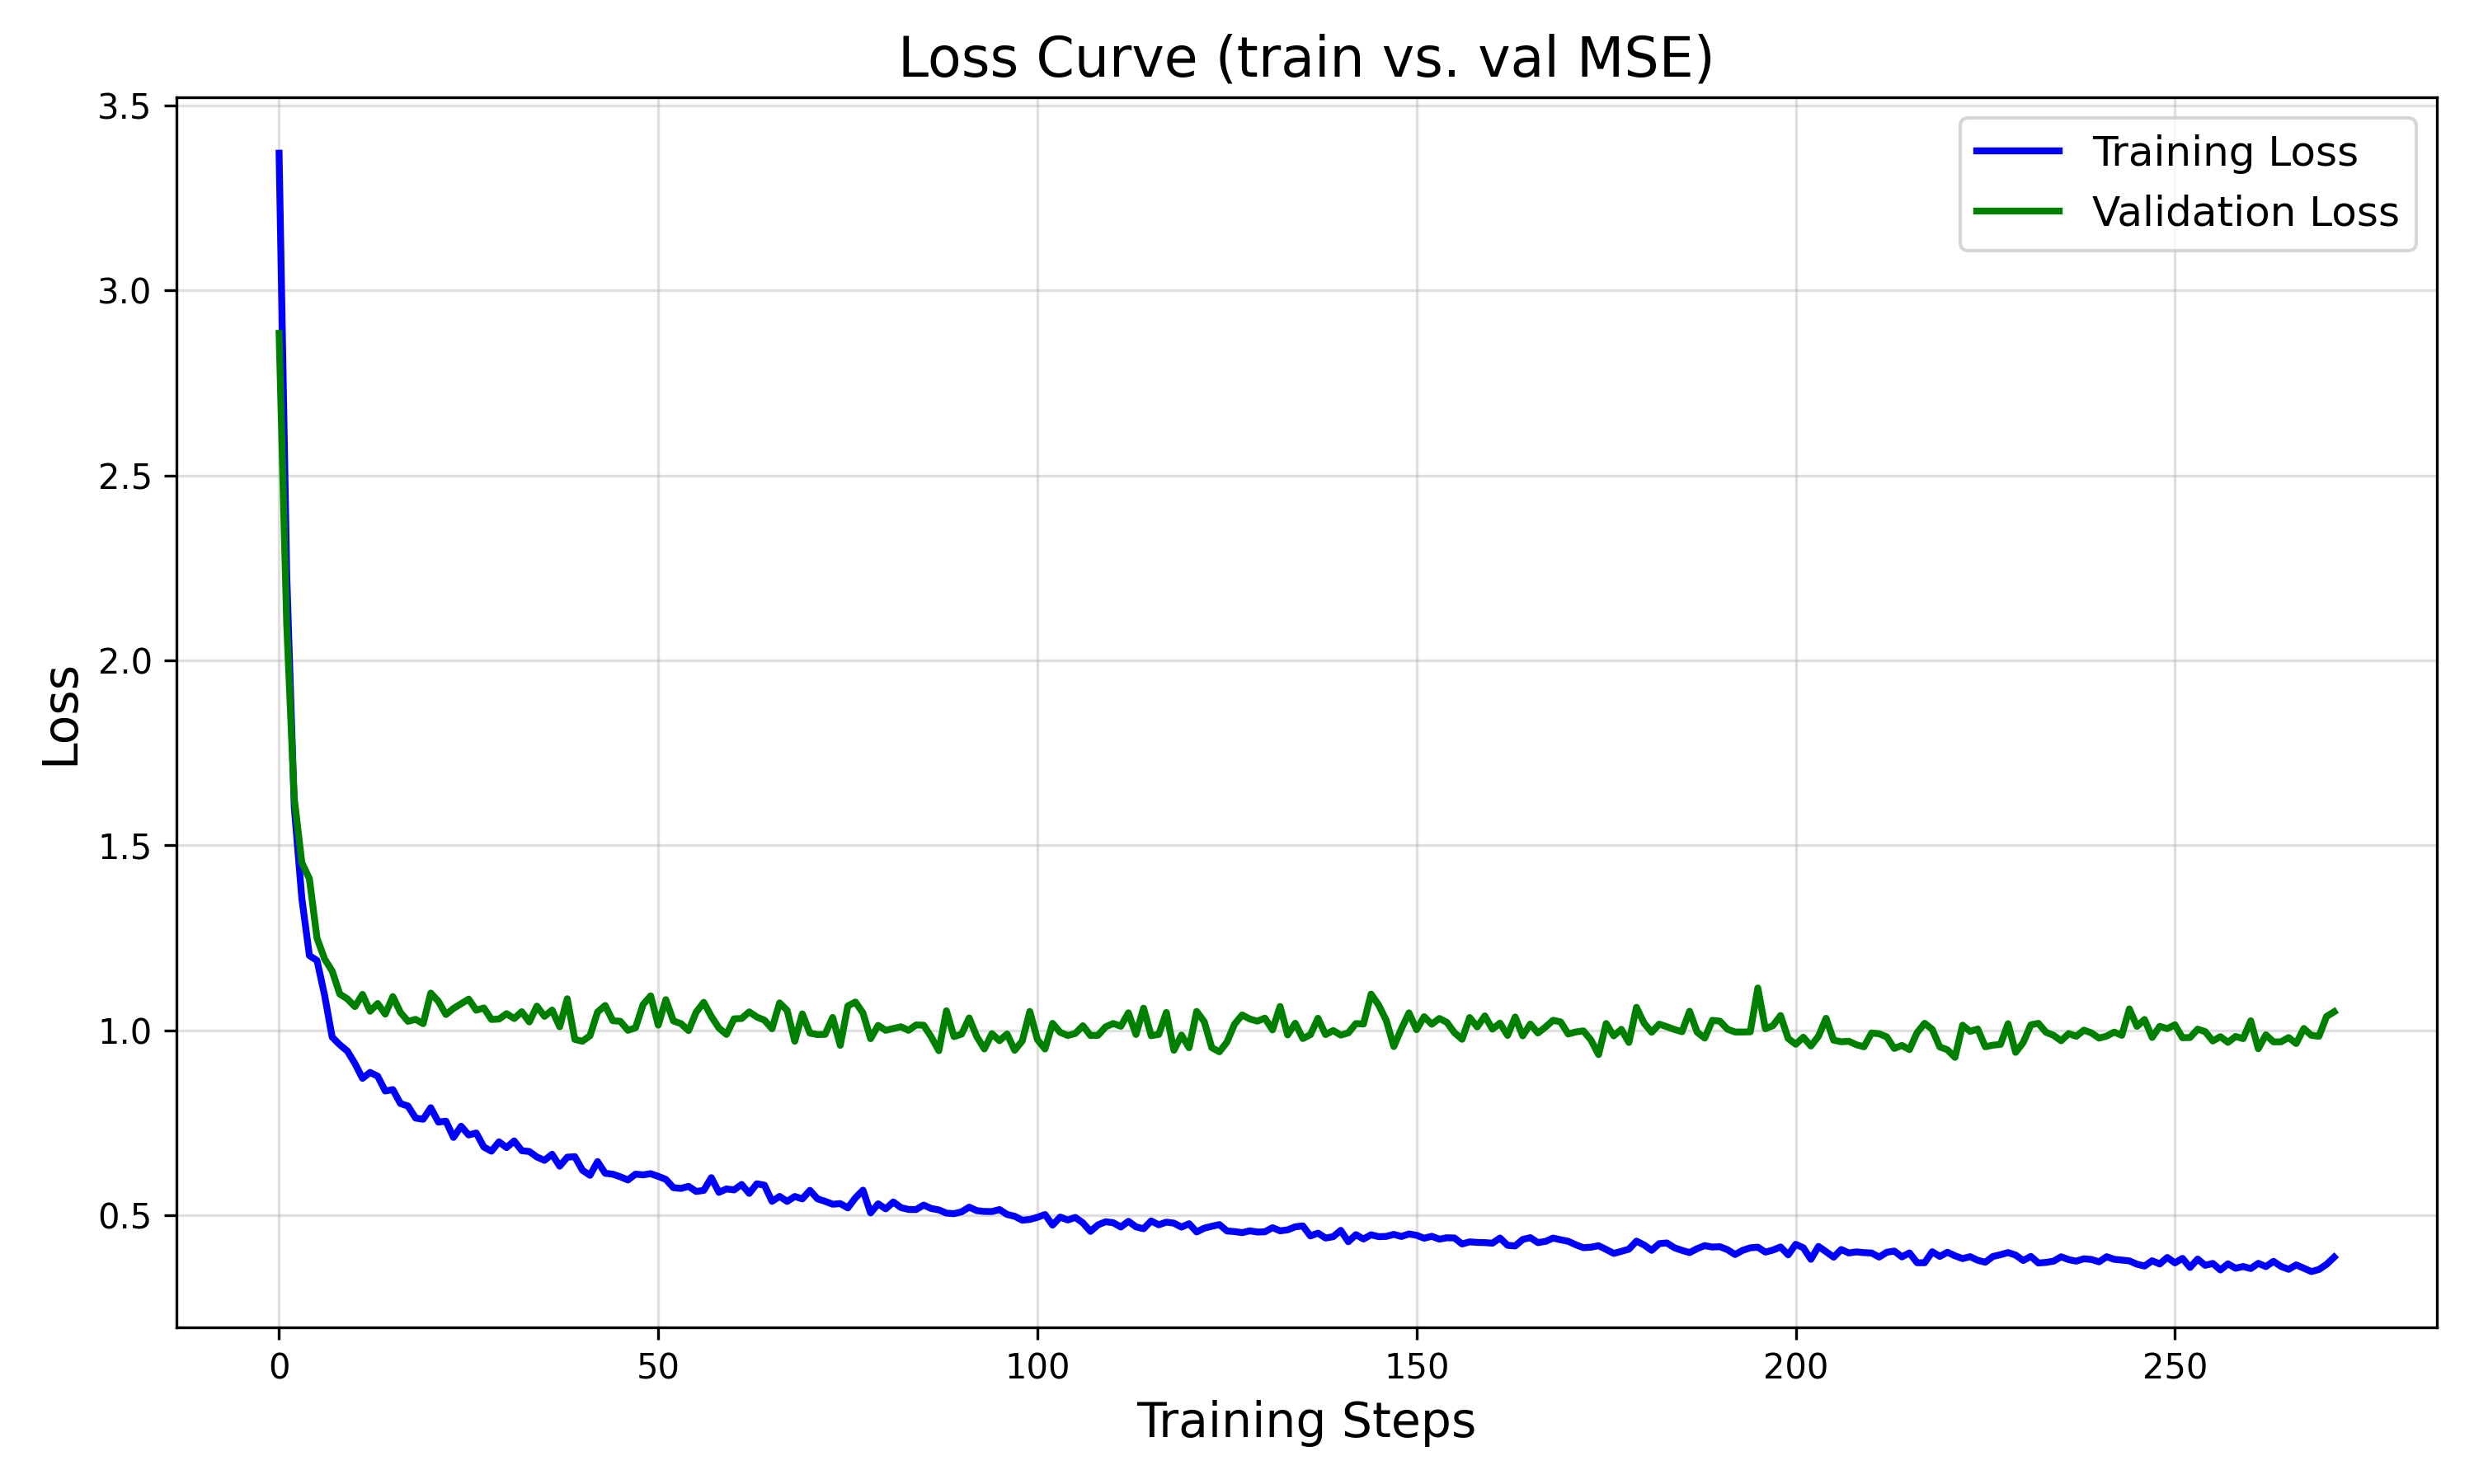 Loss Curve (train vs. val MSE)
Training Loss
Validation Loss
3.5
3.0
2.5
2.0
1.5
1.0
0.5
Loss
0 50 100 150 200 250
Training Steps